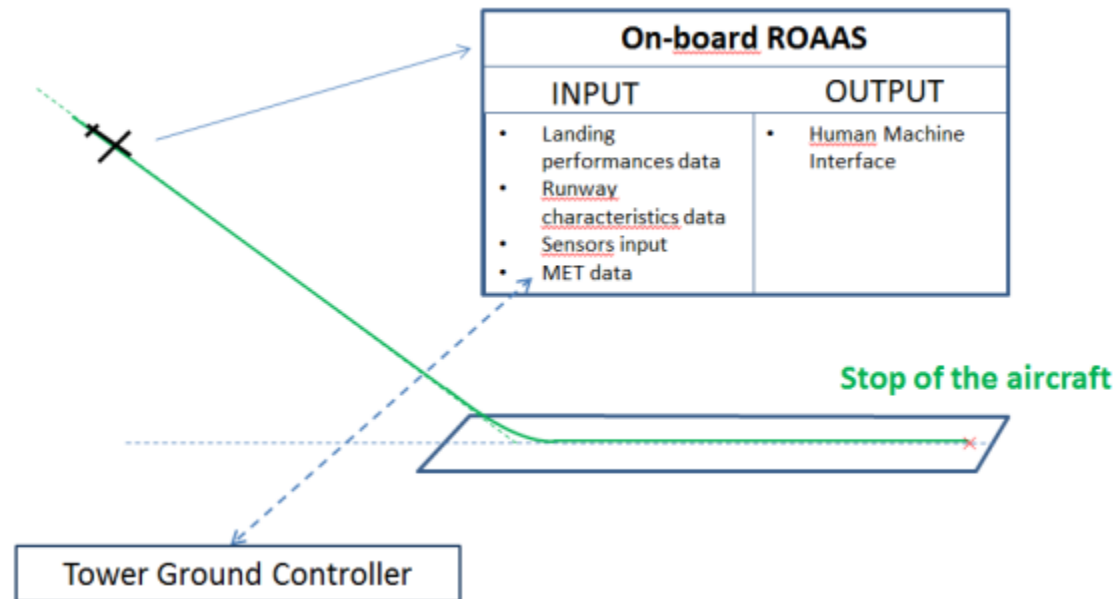 On-board ROAAS
INPUT
OUTPUT
• Landing
performances data
• Runway
characteristics data
• Sensors input
• MET data
• Human Machine
Interface
Stop of the aircraft
Tower Ground Controller